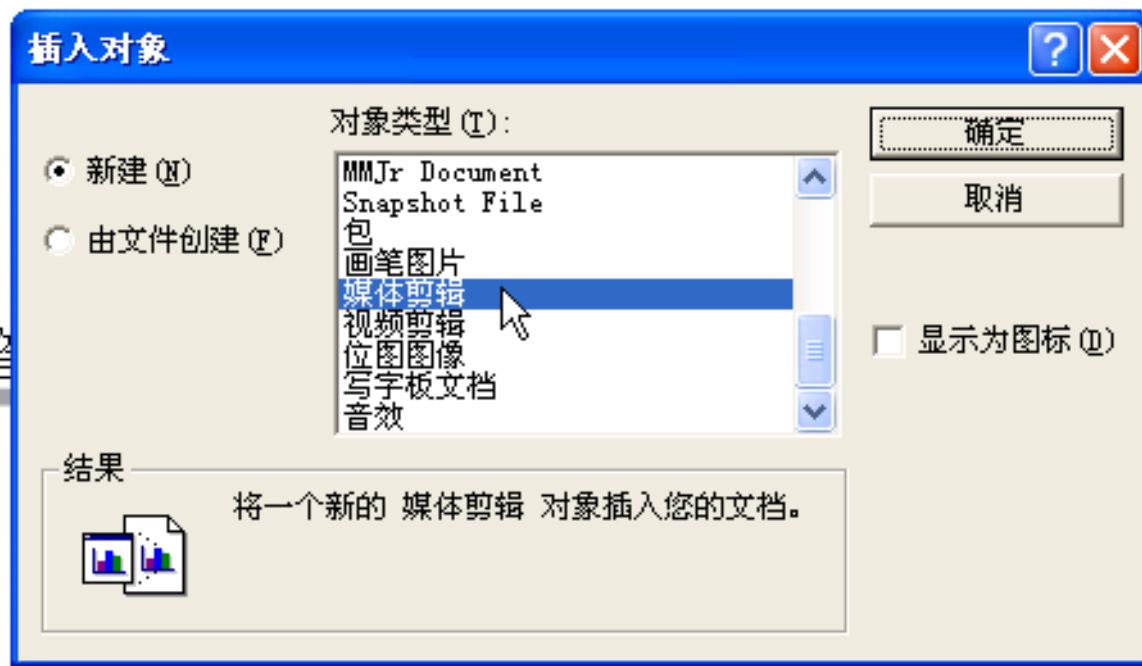 插入对象
对象类型(T):
确定
新建(N)
MMJr Document
Snapshot File
取消
包
由文件创建(F)
画笔图片
媒体剪辑
视频剪辑
显示为图标(D)
位图图像
写字板文档
音效
结果
将一个新的 媒体剪辑 对象插入您的文档。